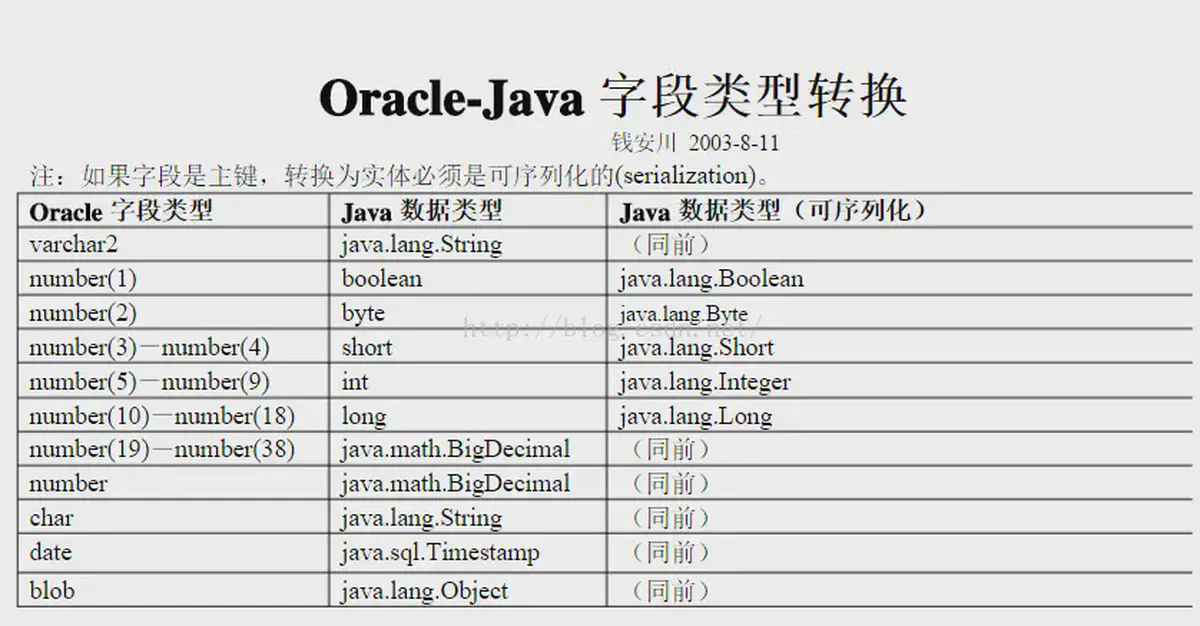 Oracle-Java 字段类型转换
钱安川 2003-8-11
注：如果字段是主键，转换为实体必须是可序列化的(serialization)。
Oracle 字段类型 Java 数据类型 Java 数据类型（可序列化）
varchar2 java.lang.String （同前）
number(1) boolean java.lang.Boolean
number(2) byte java.lang.Byte
http://blog.csdn.net/
number(3)－number(4) short java.lang.Short
number(5)－number(9) int java.lang.Integer
number(10)－number(18) long java.lang.Long
number(19)－number(38) java.math.BigDecimal （同前）
number java.math.BigDecimal （同前）
char java.lang.String （同前）
date java.sql.Timestamp （同前）
blob java.lang.Object （同前）